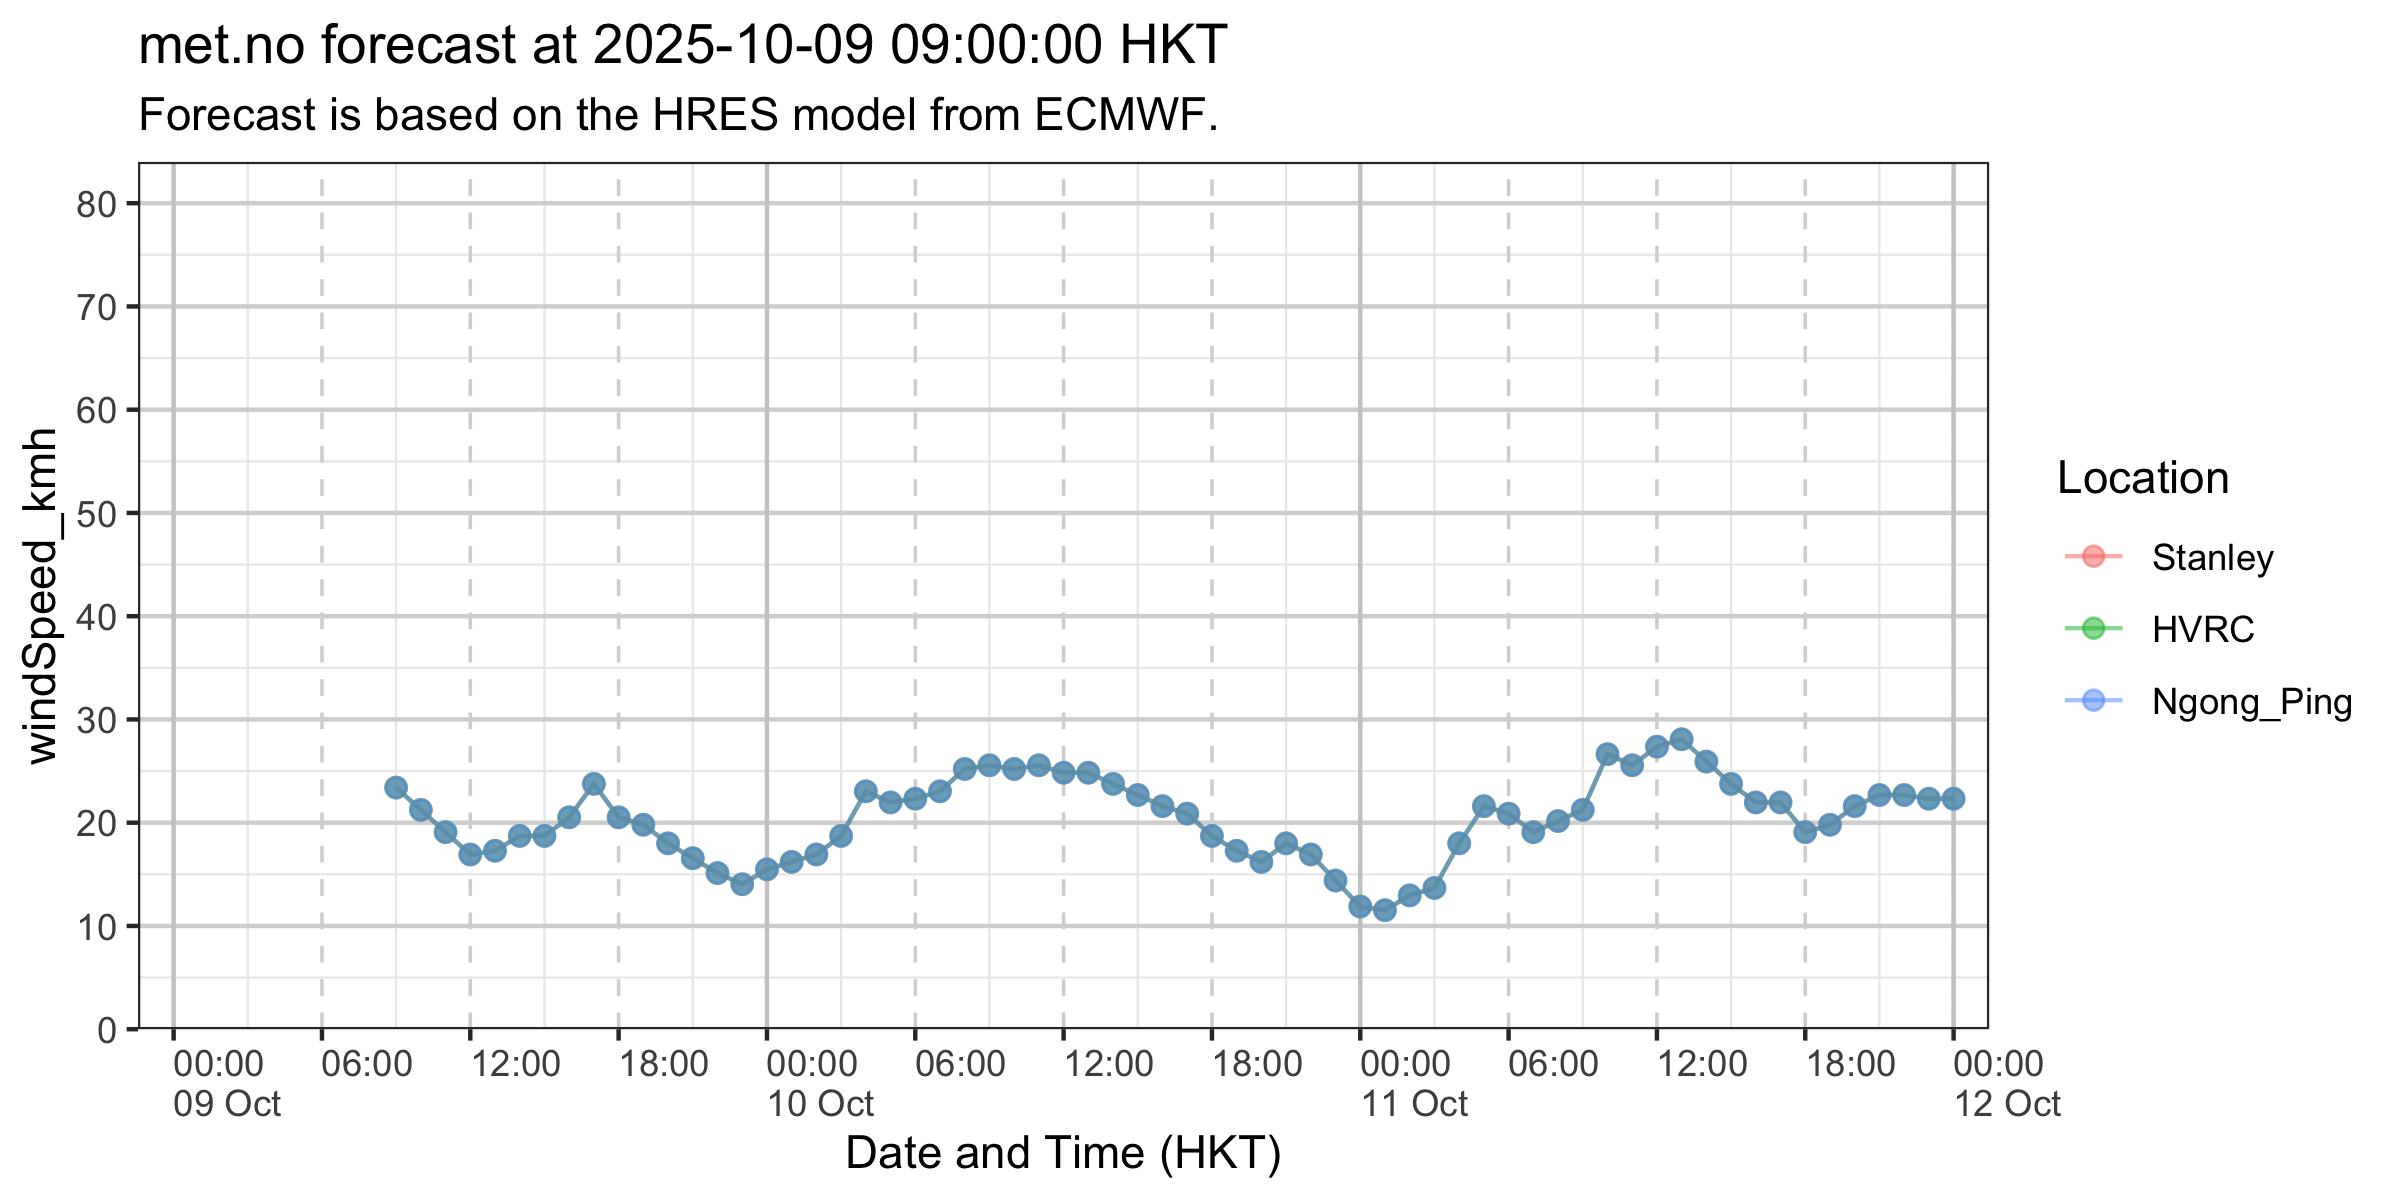 met.no forecast at 2025-10-09 09:00:00 HKT
Forecast is based on the HRES model from ECMWF.
windSpeed_kmh
80
70
60
50
40
30
20
10
0
00:00 06:00 12:00 18:00 00:00 06:00 12:00 18:00 00:00 06:00 12:00 18:00 00:00
09 Oct 10 Oct 11 Oct 12 Oct
Date and Time (HKT)
Location
Stanley
HVRC
Ngong_Ping